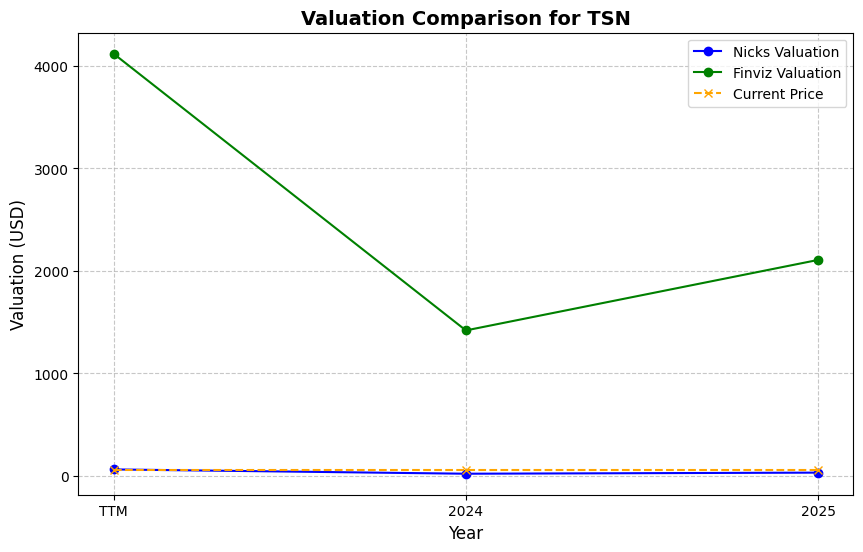 Valuation Comparison for TSN
Nicks Valuation
Finviz Valuation
Current Price
Valuation (USD)
4000
3000
2000
1000
0
TTM
2024
2025
Year